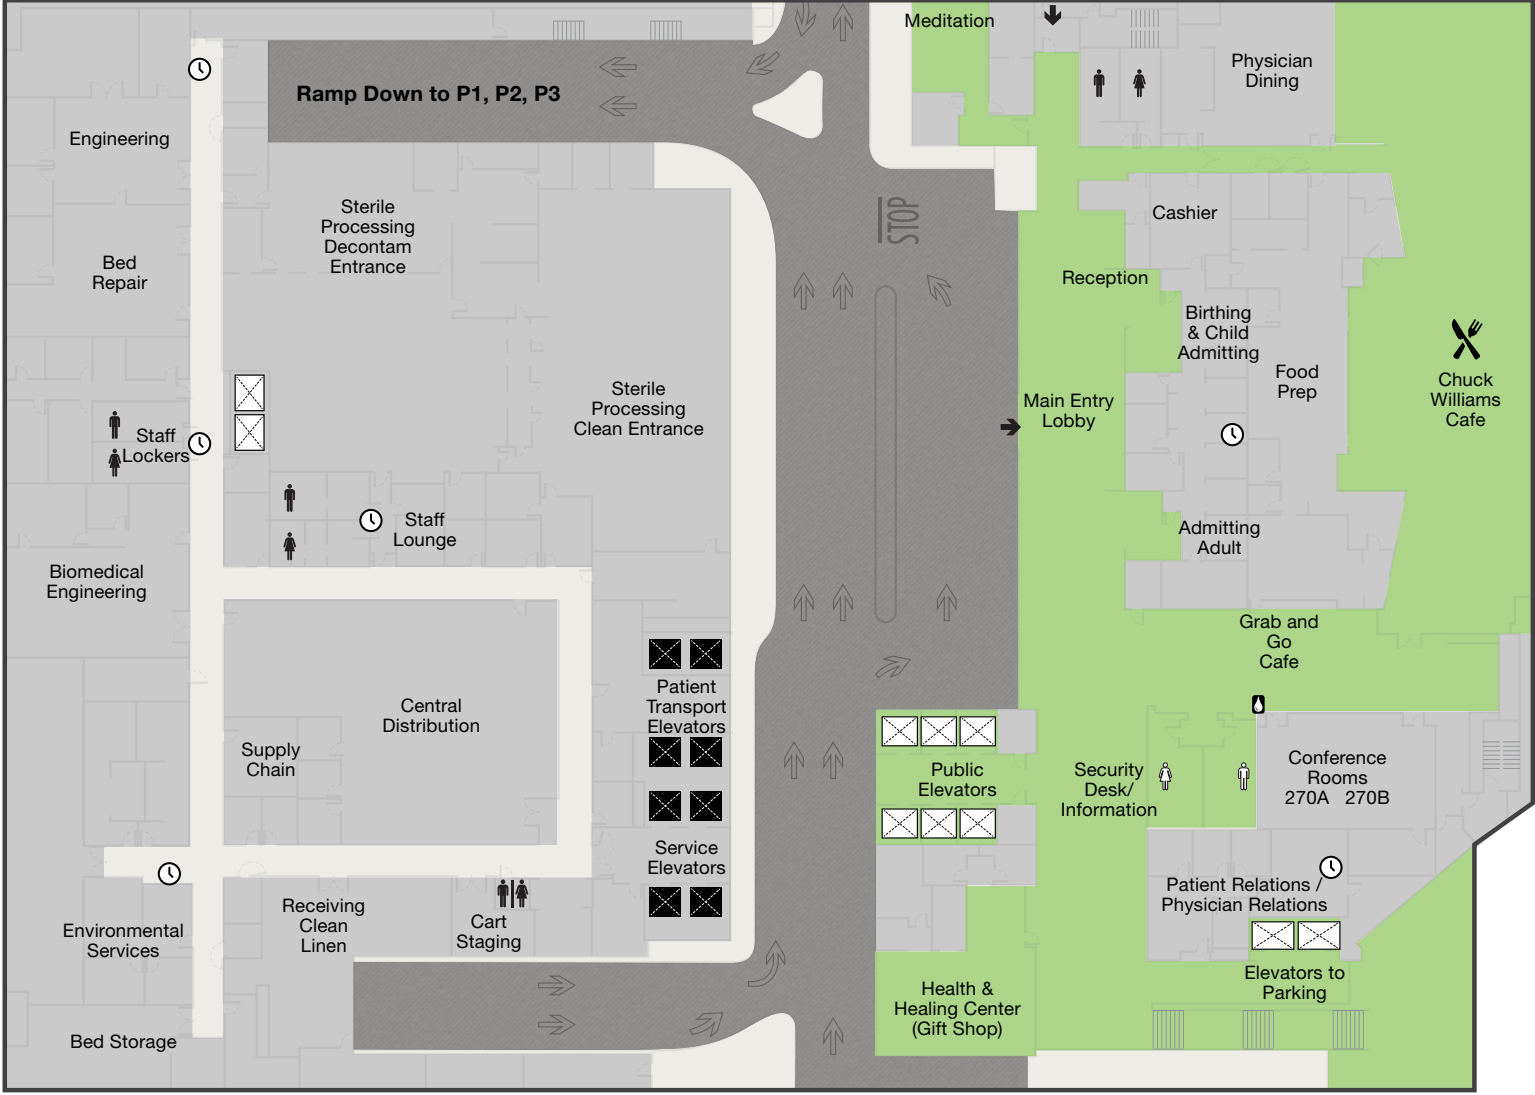 Meditation
Physician
Dining
Ramp Down to P1, P2, P3
Engineering
Sterile
Processing
Decontam
Entrance
STOP
Cashier
Bed
Repair
Reception
Birthing
& Child
Admitting
Food
Prep
Chuck
Williams
Cafe
Sterile
Processing
Clean Entrance
Main Entry
Lobby
Staff
Lockers
Staff
Lounge
Admitting
Adult
Biomedical
Engineering
Grab and
Go
Cafe
Patient
Transport
Elevators
Central
Distribution
Supply
Chain
Public
Elevators
Security
Desk/
Information
Conference
Rooms
270A 270B
Service
Elevators
Patient Relations /
Physician Relations
Receiving
Clean
Linen
Cart
Staging
Environmental
Services
Elevators to
Parking
Health &
Healing Center
(Gift Shop)
Bed Storage